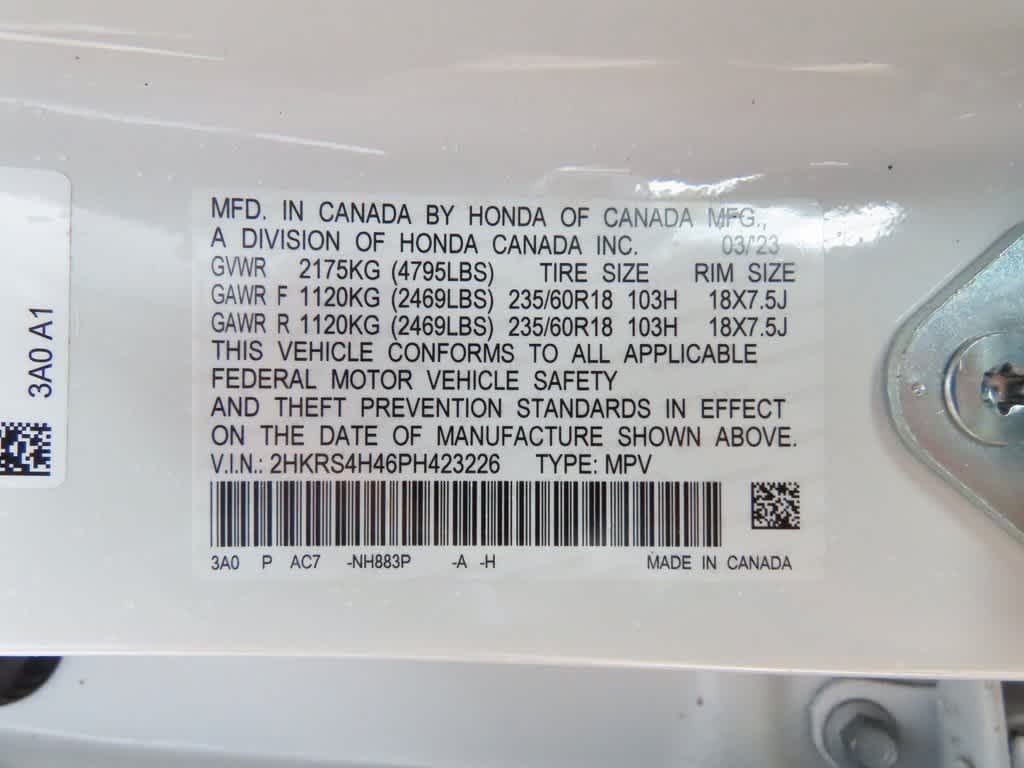 3A0 A1
MFD. IN CANADA BY HONDA OF CANADA MFG.,
A DIVISION OF HONDA CANADA INC. 03/'23
GVWR 2175KG (4795LBS) TIRE SIZE RIM SIZE
GAWR F 1120KG (2469LBS) 235/60R18 103H 18X7.5J
GAWR R 1120KG (2469LBS) 235/60R18 103H 18X7.5J
THIS VEHICLE CONFORMS TO ALL APPLICABLE
FEDERAL MOTOR VEHICLE SAFETY
AND THEFT PREVENTION STANDARDS IN EFFECT
ON THE DATE OF MANUFACTURE SHOWN ABOVE.
V.I.N.: 2HKRS4H46PH423226 TYPE: MPV
3A0 P AC7 -NH883P -A -H MADE IN CANADA